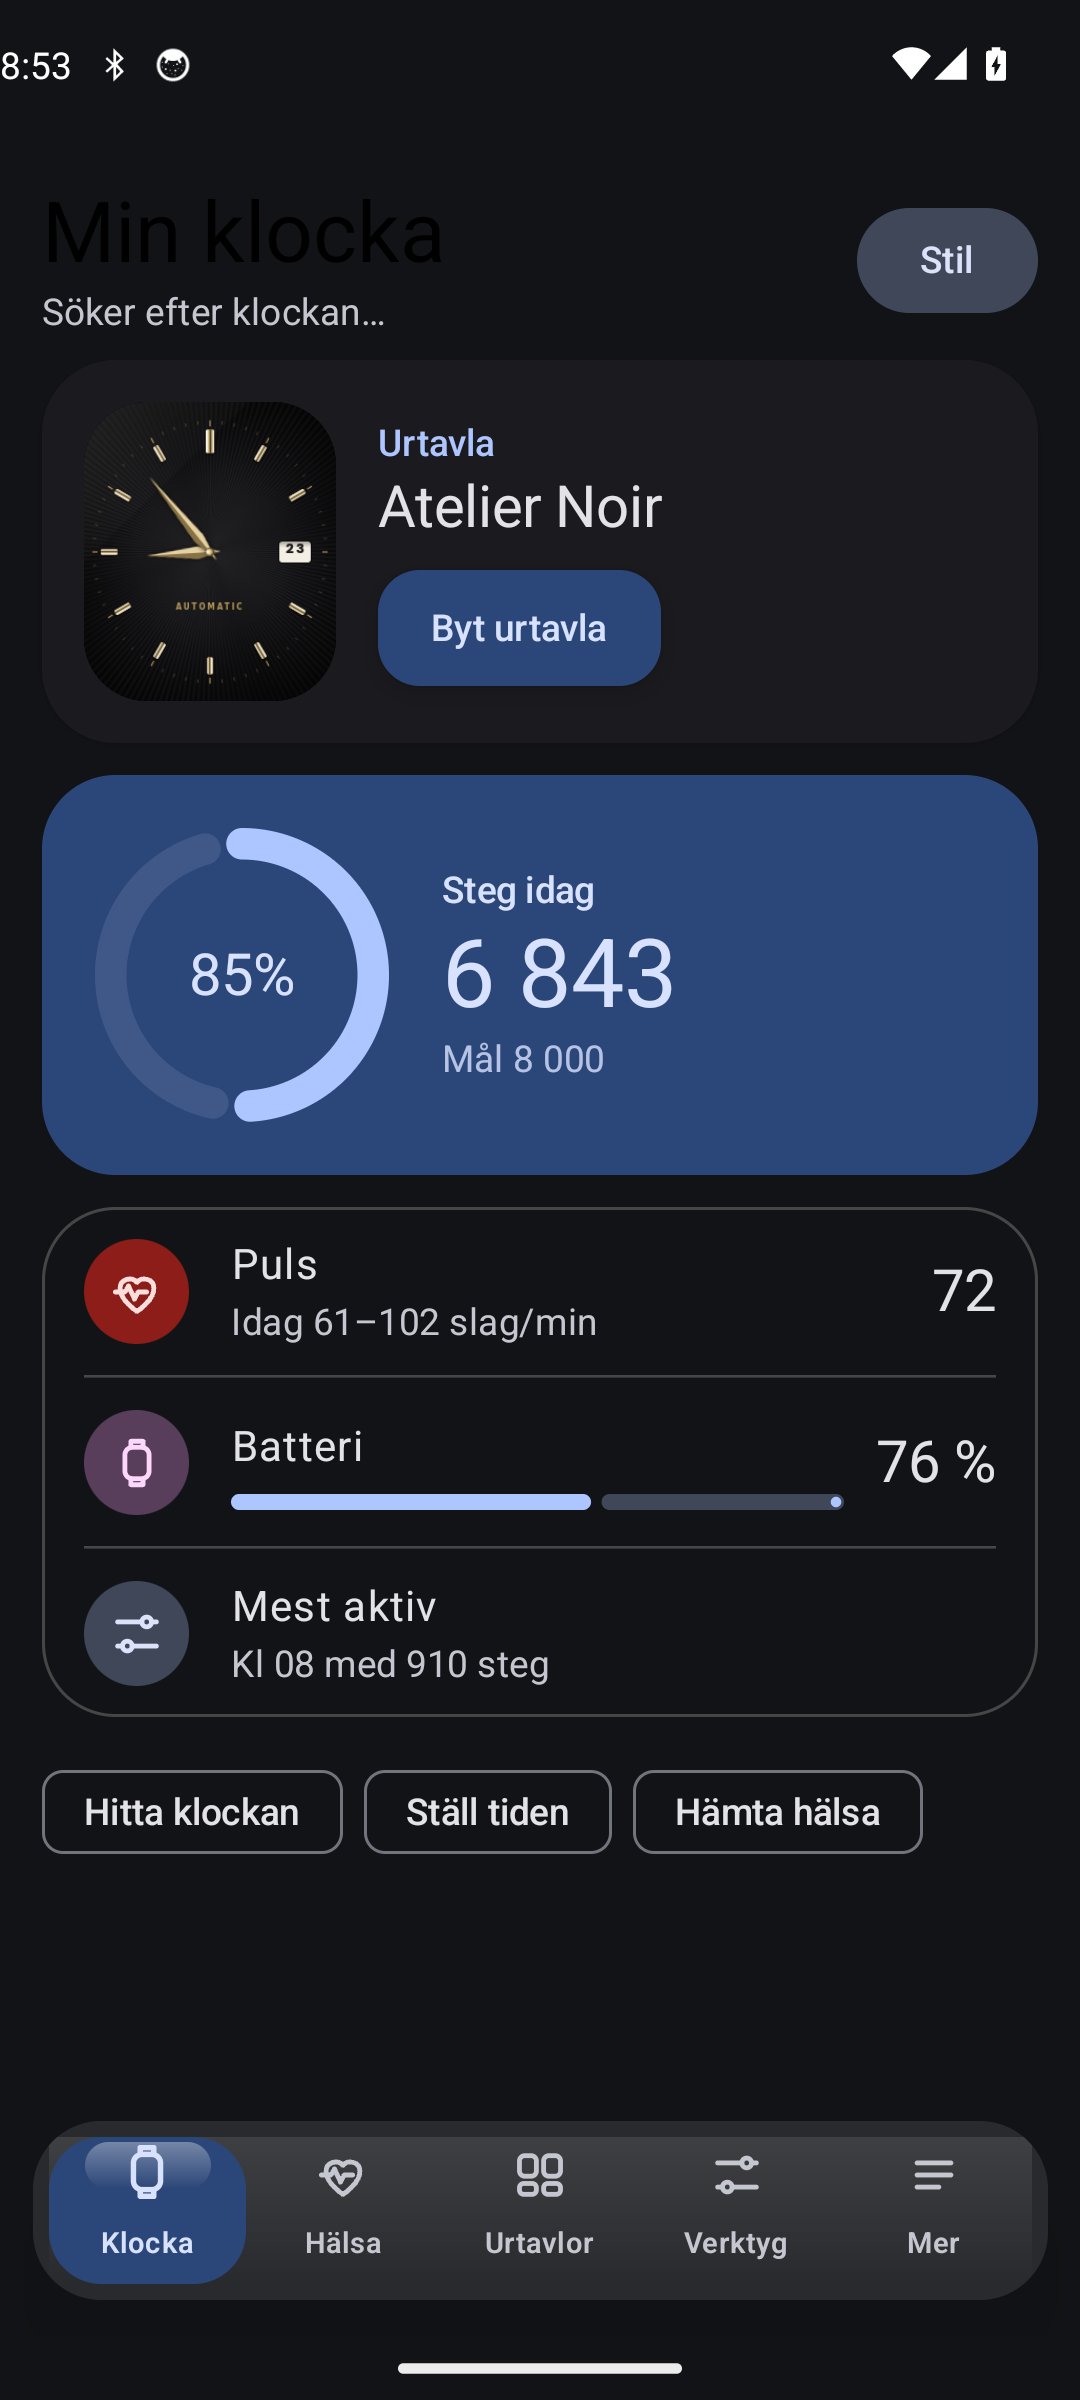 8:53
Min klocka
Söker efter klockan...
Stil
Urtavla
Atelier Noir
Byt urtavla
23
AUTOMATIC
85%
Steg idag
6 843
Mål 8 000
Puls
Idag 61–102 slag/min
72
Batteri
76 %
Mest aktiv
Kl 08 med 910 steg
Hitta klockan
Ställ tiden
Hämta hälsa
Klocka
Hälsa
Urtavlor
Verktyg
Mer